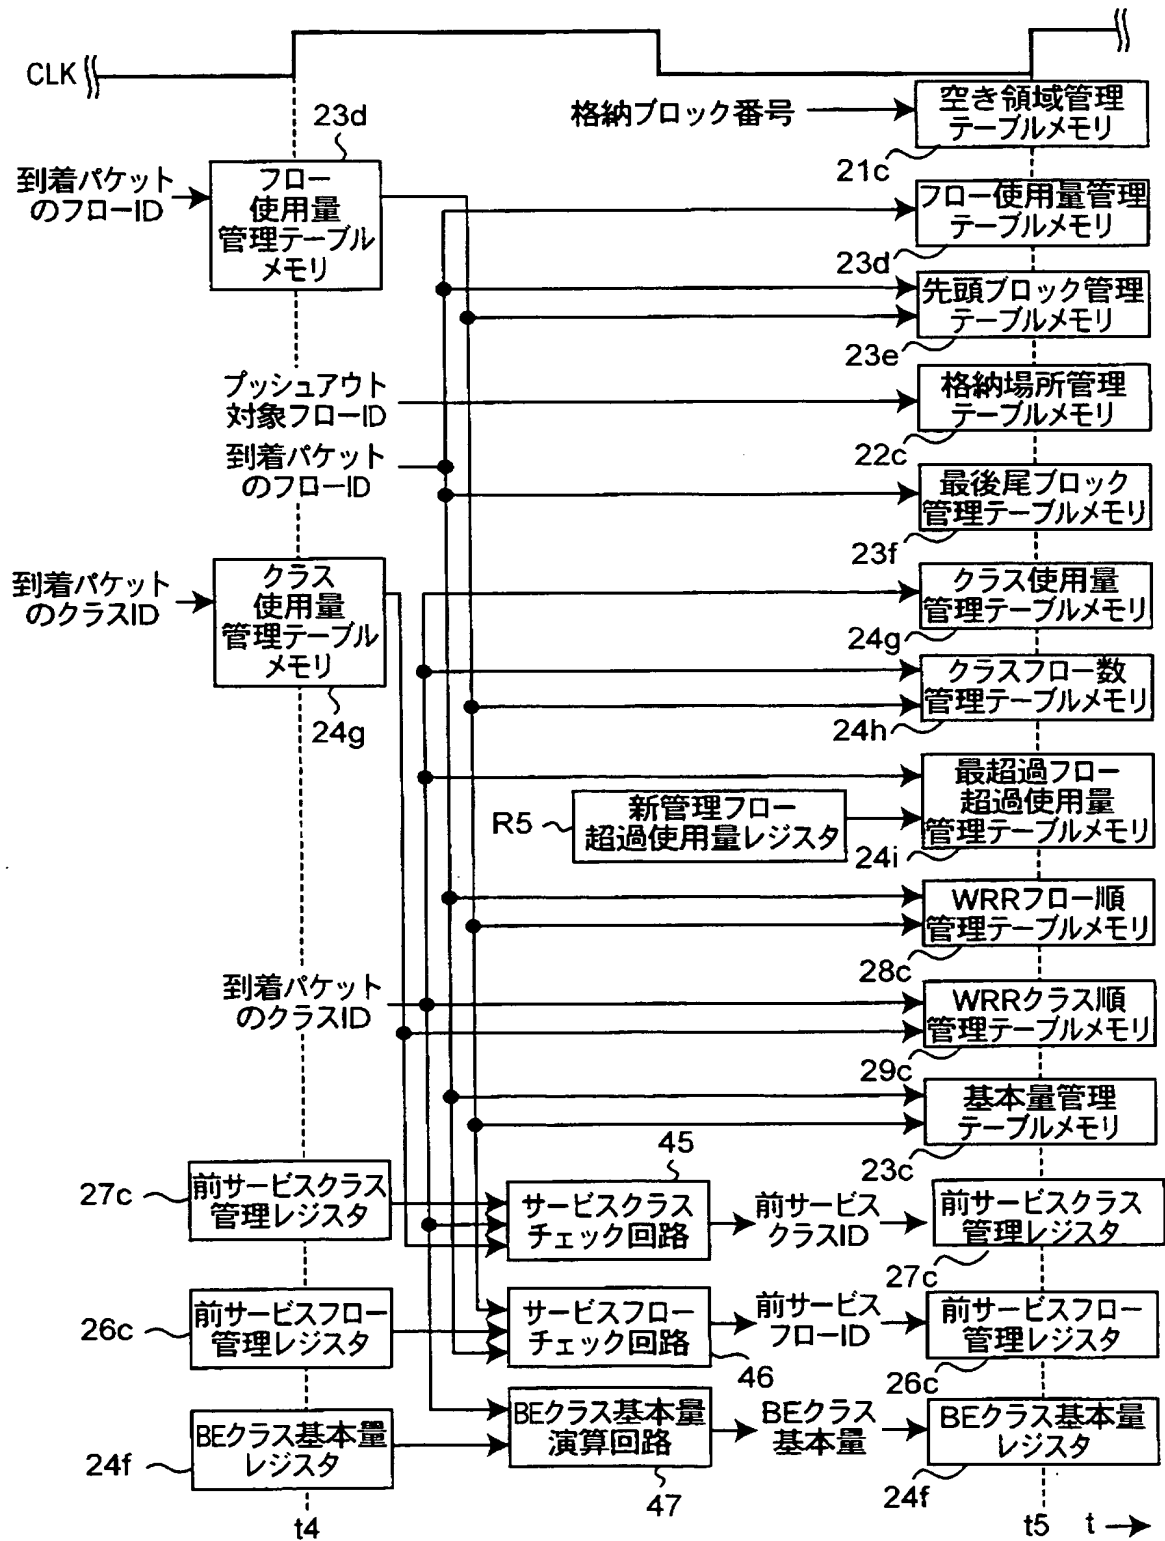 CLK
格納ブロック番号
空き領域管理
テーブルメモリ
21c
23d
到着パケット
のフローID
フロー
使用量
管理テーブル
メモリ
フロー使用量管理
テーブルメモリ
23d
先頭ブロック管理
テーブルメモリ
23e
プッシュアウト
対象フローID
格納場所管理
テーブルメモリ
22c
到着パケット
のフローID
最後尾ブロック
管理テーブルメモリ
23f
到着パケット
のクラスID
クラス
使用量
管理テーブル
メモリ
24g
クラス使用量
管理テーブルメモリ
24g
クラスフロー数
管理テーブルメモリ
24h
R5
新管理フロー
超過使用量レジスタ
最超過フロー
超過使用量
管理テーブルメモリ
24i
WRRフロー順
管理テーブルメモリ
28c
到着パケット
のクラスID
WRRクラス順
管理テーブルメモリ
29c
基本量管理
テーブルメモリ
23c
27c
前サービスクラス
管理レジスタ
45
サービスクラス
チェック回路
前サービス
クラスID
前サービスクラス
管理レジスタ
27c
26c
前サービスフロー
管理レジスタ
サービスフロー
チェック回路
46
前サービス
フローID
前サービスフロー
管理レジスタ
26c
24f
BEクラス基本量
レジスタ
BEクラス基本量
演算回路
47
BEクラス
基本量
BEクラス基本量
レジスタ
24f
t4
t5
t